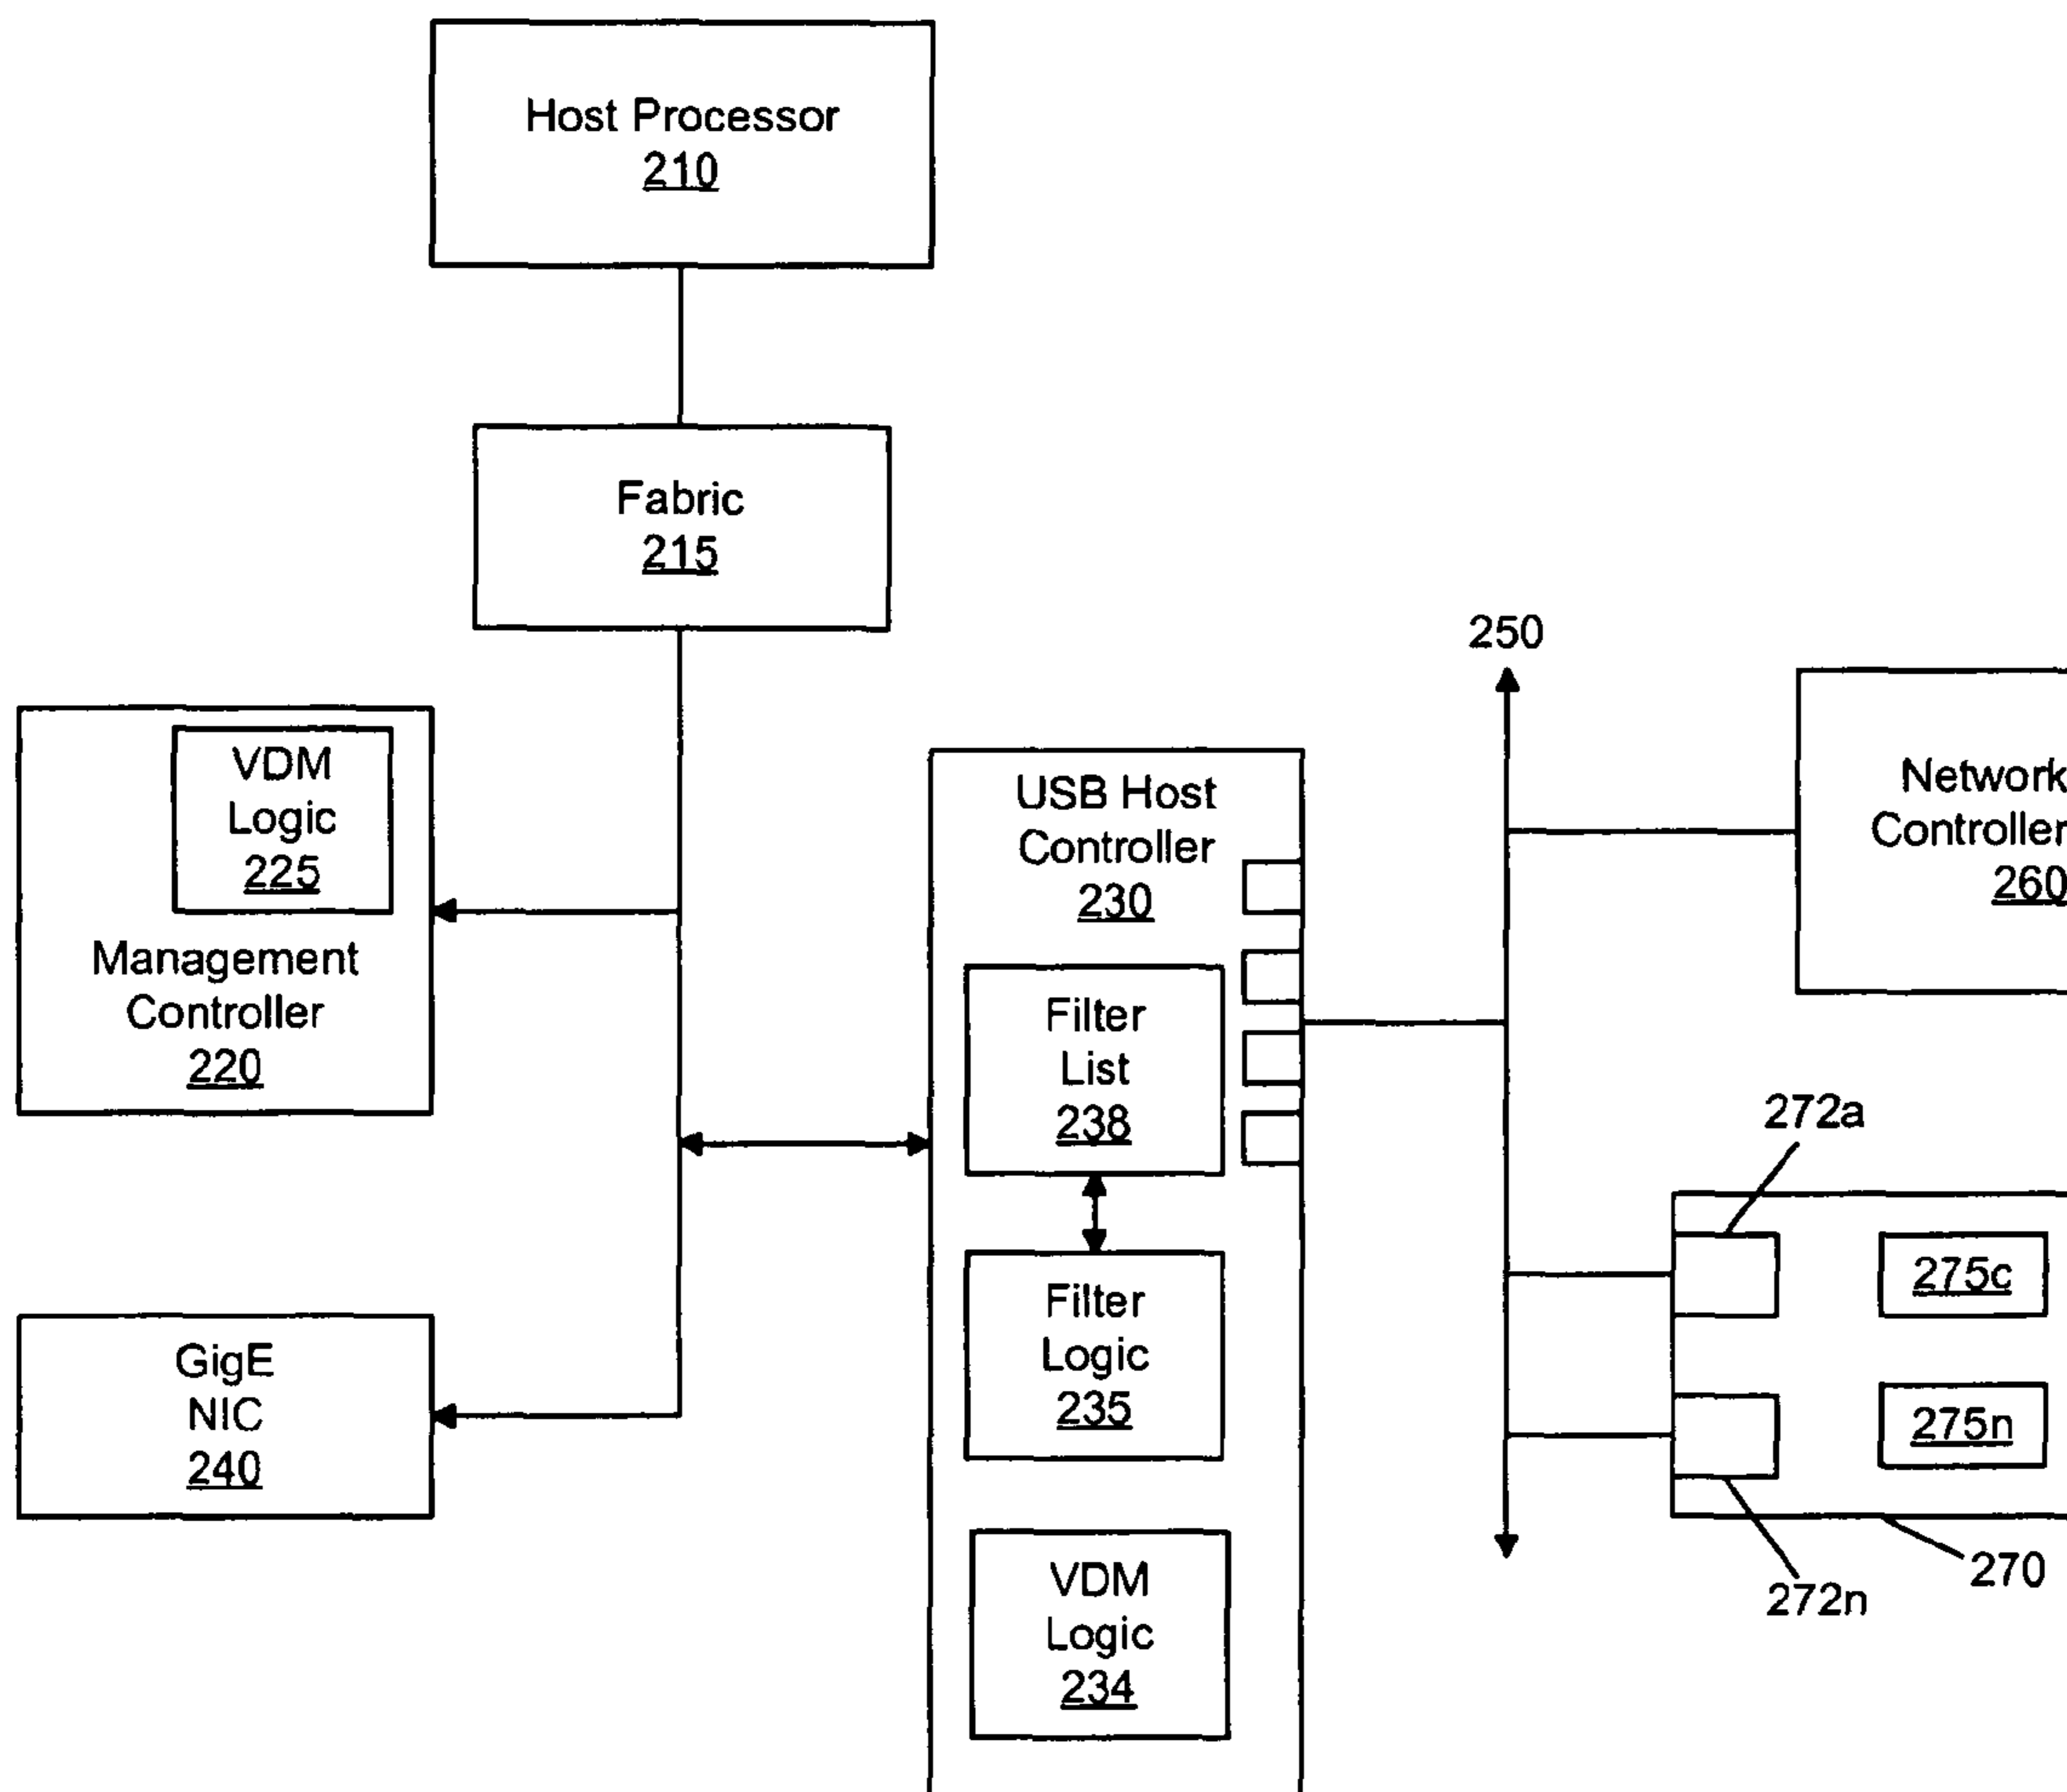 Host Processor
210
Fabric
215
250
VDM
Logic
225
Management
Controller
220
USB Host
Controller
230
Filter
List
238
Filter
Logic
235
VDM
Logic
234
GigE
NIC
240
Network
Controller
260
272a
275c
275n
270
272n